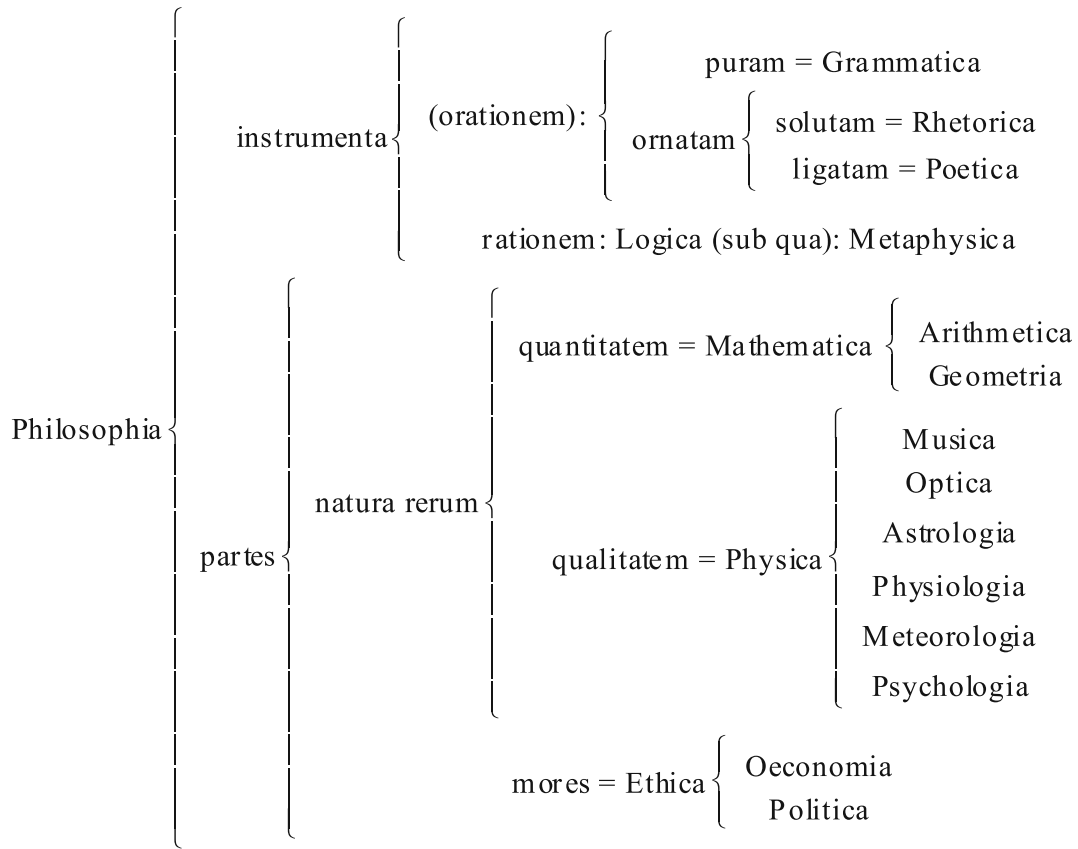 puram = Grammatica
(orationem):
solutam = Rhetorica
instrumenta
ornatam
ligatam = Poetica
rationem: Logica (sub qua): Metaphysica
Arithmetica
quantitatem = Mathematica
Geometria
Philosophia
Musica
Optica
natura rerum
Astrologia
partes
qualitatem = Physica
Physiologia
Meteorologia
Psychologia
Oeconomia
mores = Ethica
Politica